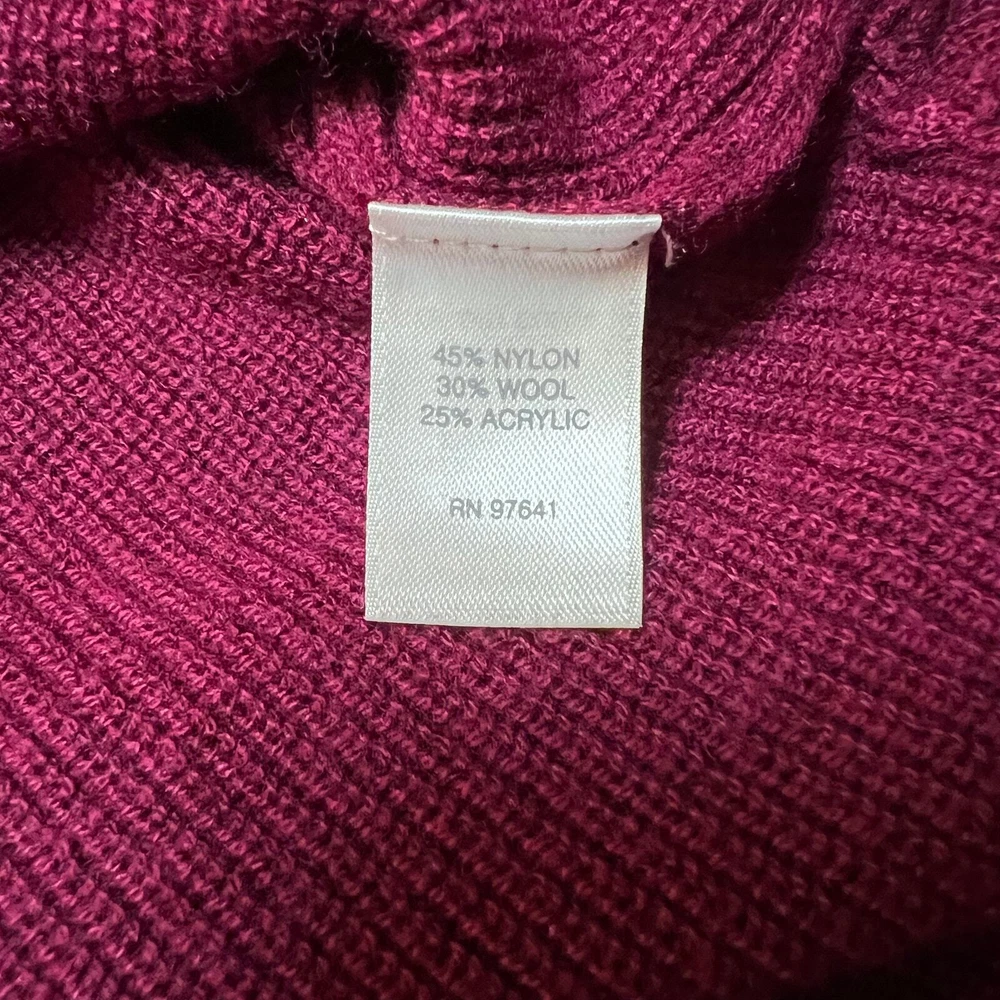 45% NYLON
30% WOOL
25% ACRYLIC
RN 97641